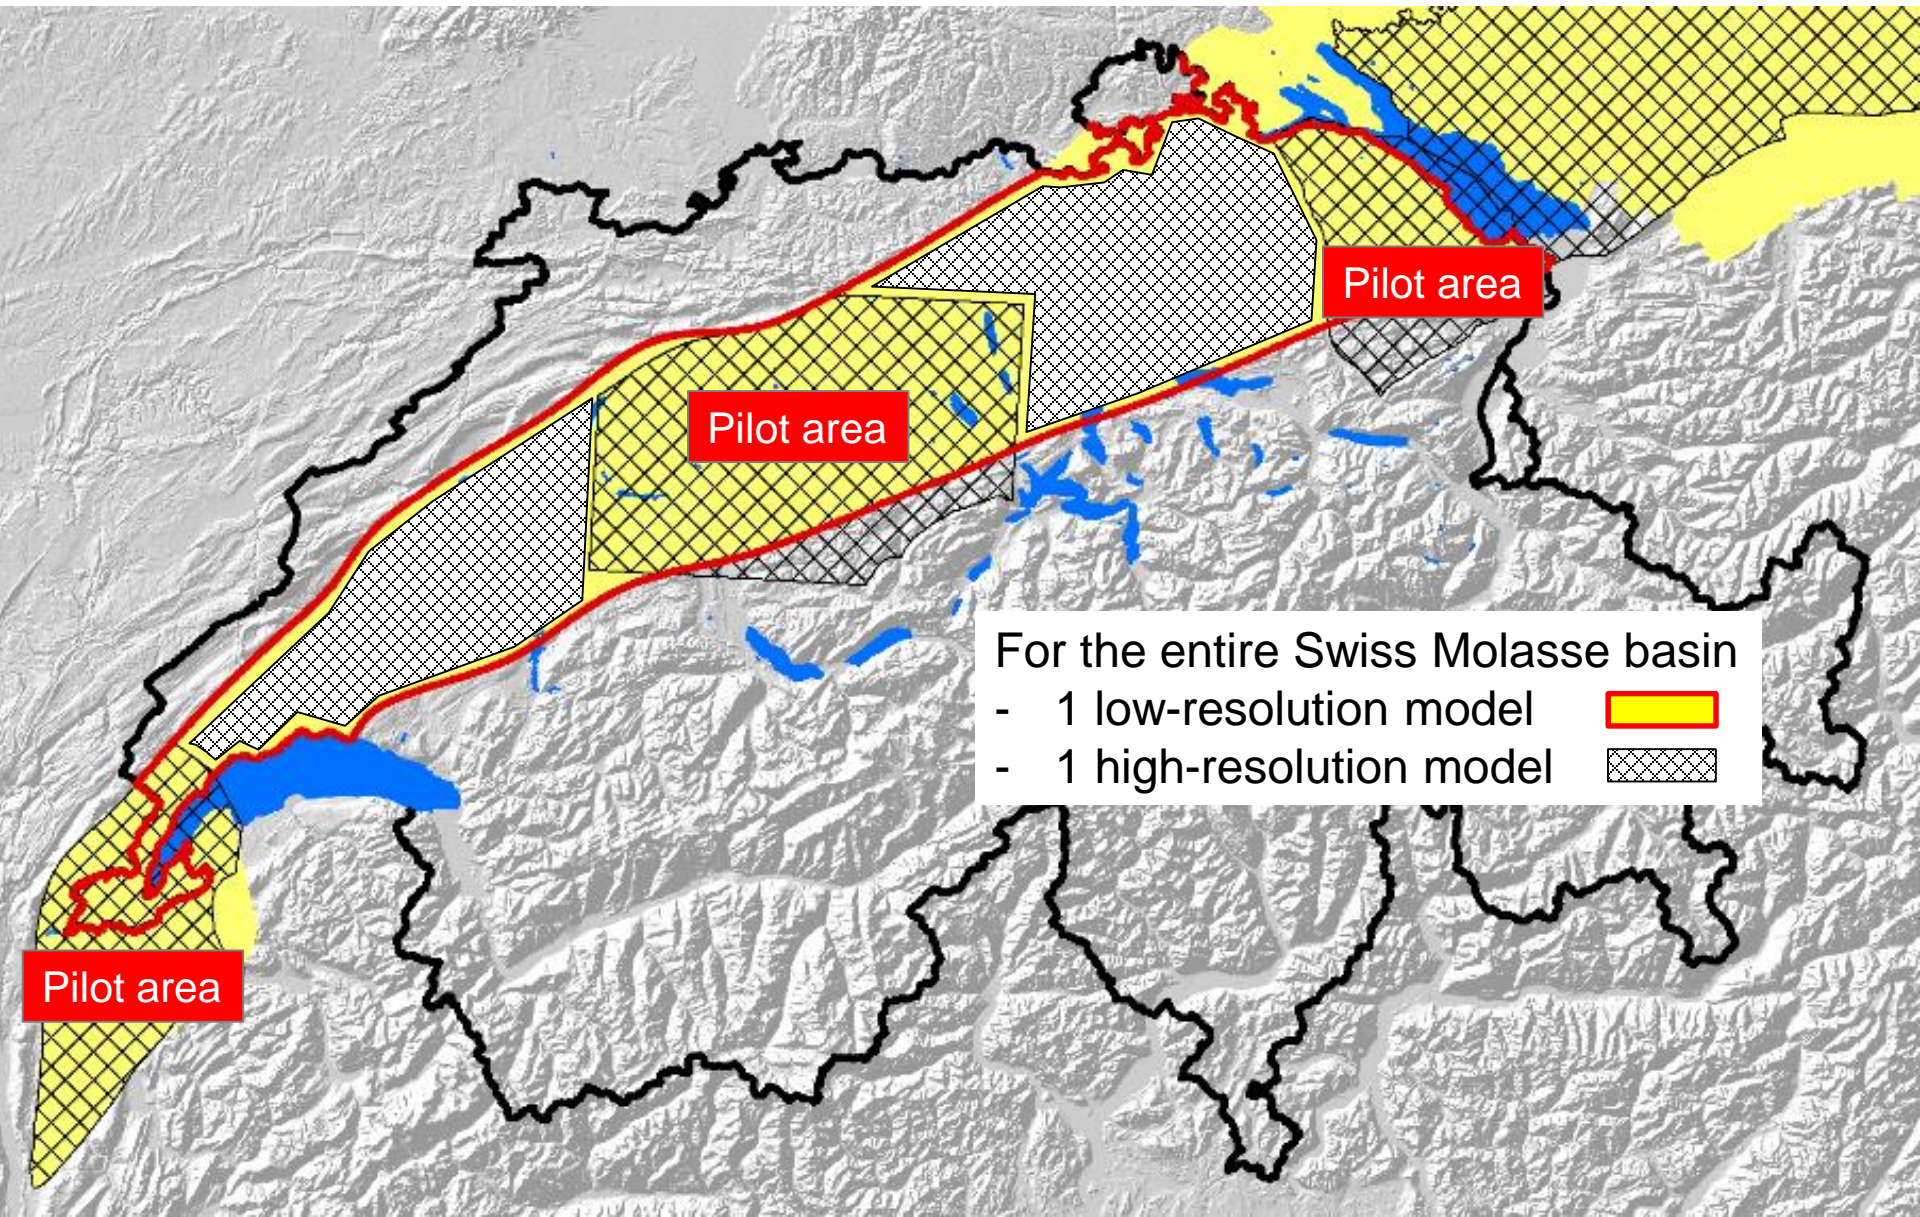 Pilot area
Pilot area
For the entire Swiss Molasse basin
- 1 low-resolution model
- 1 high-resolution model
Pilot area